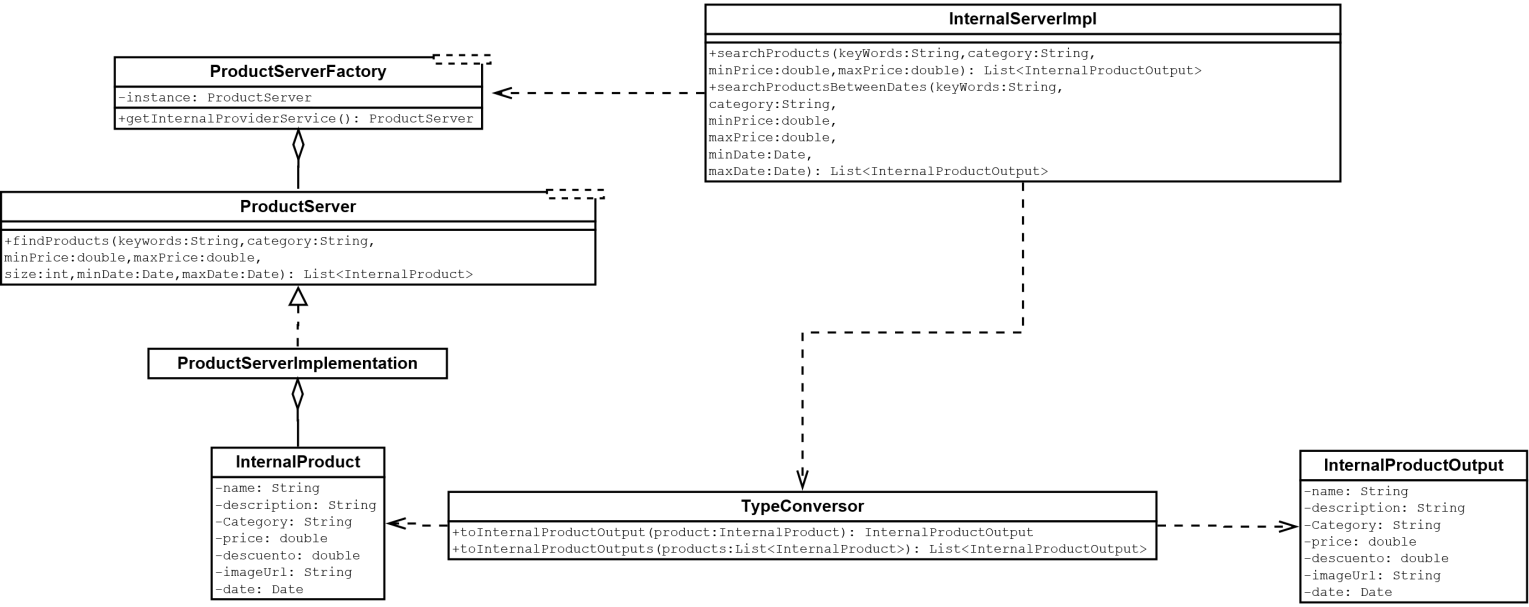 InternalServerImpl
+searchProducts(keyWords:String,category:String,
minPrice:double,maxPrice:double): List<InternalProductOutput>
+searchProductsBetweenDates(keyWords:String,
category:String,
minPrice:double,
maxPrice:double,
minDate:Date,
maxDate:Date): List<InternalProductOutput>
ProductServerFactory
-instance: ProductServer
+getInternalProviderService(): ProductServer
ProductServer
+findProducts(keywords:String,category:String,
minPrice:double,maxPrice:double,
size:int,minDate:Date,maxDate:Date): List<InternalProduct>
ProductServerImplementation
InternalProduct
-name: String
-description: String
-Category: String
-price: double
-descuento: double
-imageUrl: String
-date: Date
TypeConversor
+toInternalProductOutput(product:InternalProduct): InternalProductOutput
+toInternalProductOutputs(products:List<InternalProduct>): List<InternalProductOutput>
InternalProductOutput
-name: String
-description: String
-Category: String
-price: double
-descuento: double
-imageUrl: String
-date: Date